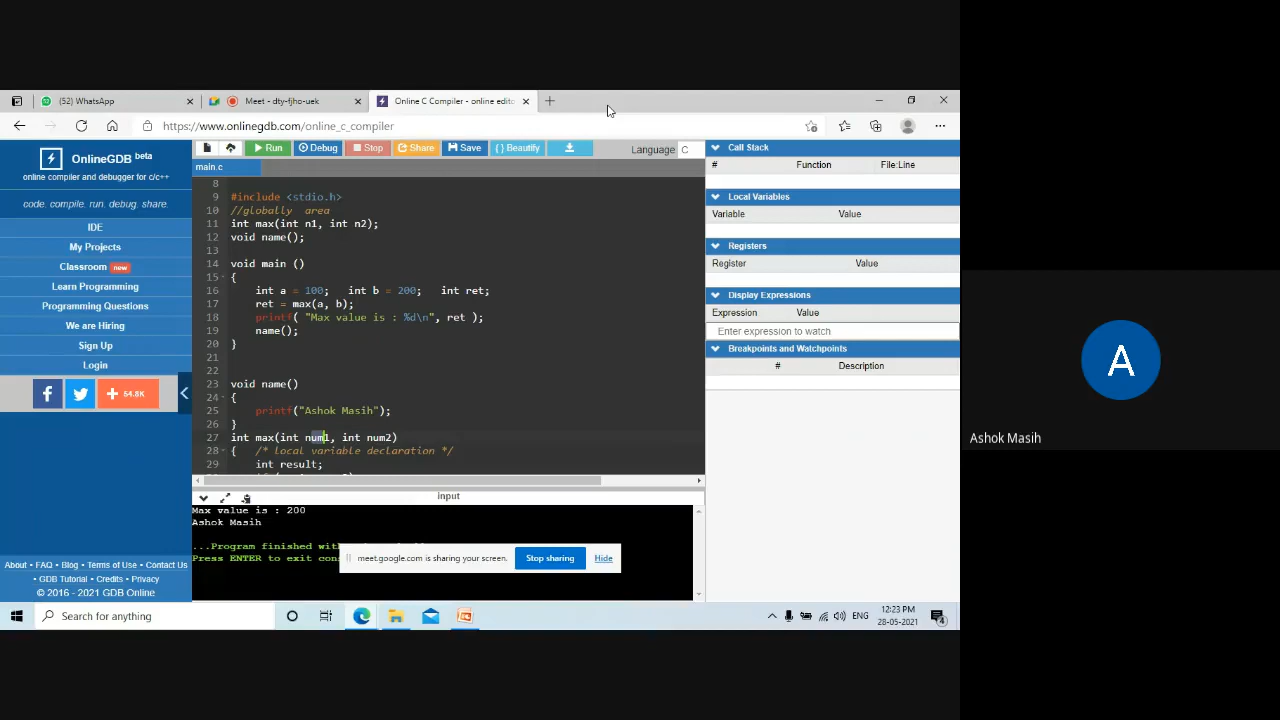 (52) WhatsApp
Meet - dty-fjho-uek
Online C Compiler - online edito
https://www.onlinegdb.com/online_c_compiler
OnlineGDB beta
online compiler and debugger for c/c++
code. compile. run. debug. share.
IDE
My Projects
Classroom new
Learn Programming
Programming Questions
We are Hiring
Sign Up
Login
54.8K
About • FAQ • Blog • Terms of Use • Contact Us
• GDB Tutorial • Credits • Privacy
© 2016 - 2021 GDB Online
Run Debug Stop Share Save { } Beautify
Language C
main.c
8
9 #include <stdio.h>
10 //globally area
11 int max(int n1, int n2);
12 void name();
13
14 void main ()
15 {
16 int a = 100; int b = 200; int ret;
17 ret = max(a, b);
18 printf( "Max value is : %d\n", ret );
19 name();
20 }
21
22
23 void name()
24 {
25 printf("Ashok Masih");
26 }
27 int max(int num1, int num2)
28 { /* local variable declaration */
29 int result;
input
Max value is : 200
Ashok Masih
...Program finished with
Press ENTER to exit con
meet.google.com is sharing your screen. Stop sharing Hide
Call Stack
# Function File:Line
Local Variables
Variable Value
Registers
Register Value
Display Expressions
Expression Value
Enter expression to watch
Breakpoints and Watchpoints
# Description
Search for anything
ENG
12:23 PM
28-05-2021
4
A
Ashok Masih